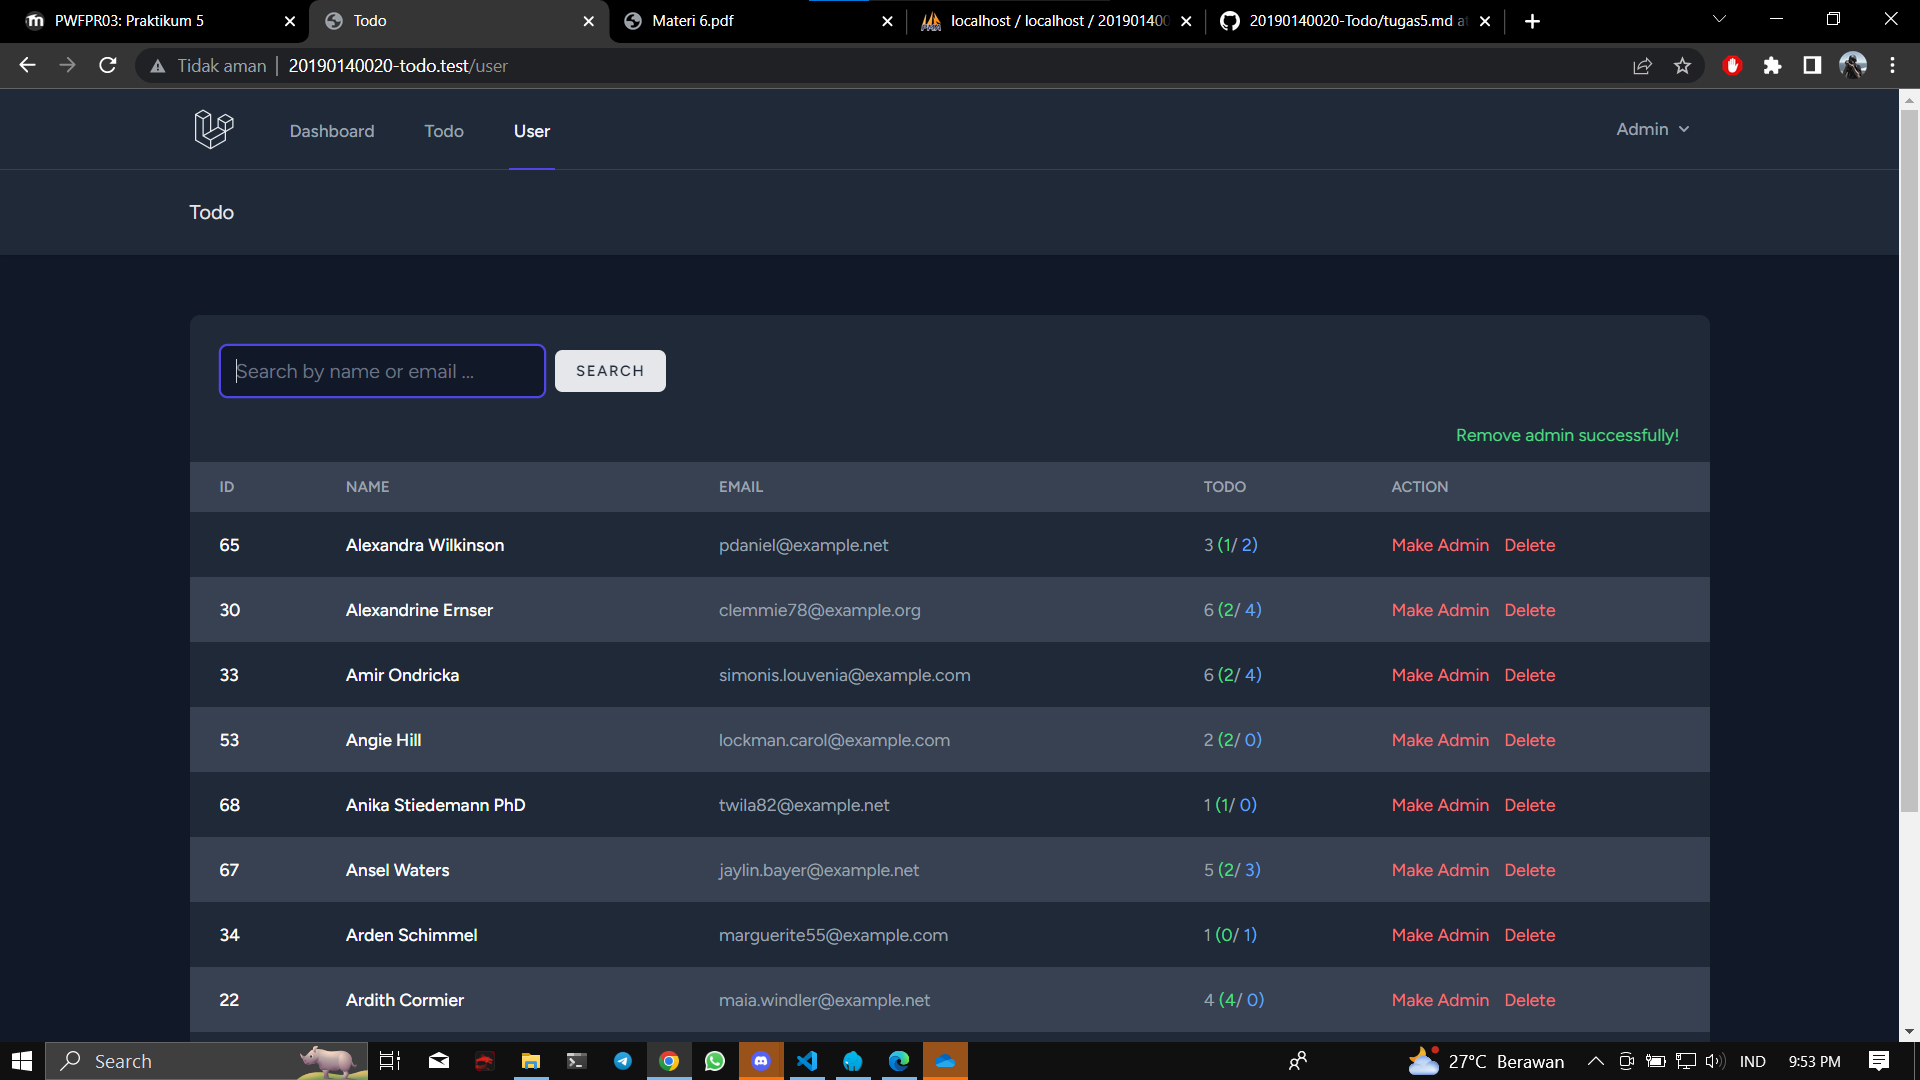 PWFPR03: Praktikum 5
Todo
Materi 6.pdf
localhost / localhost / 20190140
20190140020-Todo/tugas5.md a
Tidak aman
20190140020-todo.test/user
Dashboard
Todo
User
Admin
Todo
Search by name or email ...
SEARCH
Remove admin successfully!
ID NAME EMAIL TODO ACTION
65 Alexandra Wilkinson pdaniel@example.net 3 (1/ 2) Make Admin Delete
30 Alexandrine Ernser clemmie78@example.org 6 (2/ 4) Make Admin Delete
33 Amir Ondricka simonis.louvenia@example.com 6 (2/ 4) Make Admin Delete
53 Angie Hill lockman.carol@example.com 2 (2/ 0) Make Admin Delete
68 Anika Stiedemann PhD twila82@example.net 1 (1/ 0) Make Admin Delete
67 Ansel Waters jaylin.bayer@example.net 5 (2/ 3) Make Admin Delete
34 Arden Schimmel marguerite55@example.com 1 (0/ 1) Make Admin Delete
22 Ardith Cormier maia.windler@example.net 4 (4/ 0) Make Admin Delete
Search
27°C Berawan
IND
9:53 PM